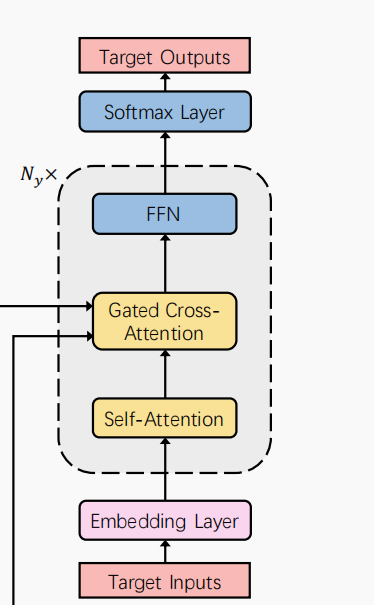 Target Outputs
Softmax Layer
N_y×
FFN
Gated Cross-
Attention
Self-Attention
Embedding Layer
Target Inputs